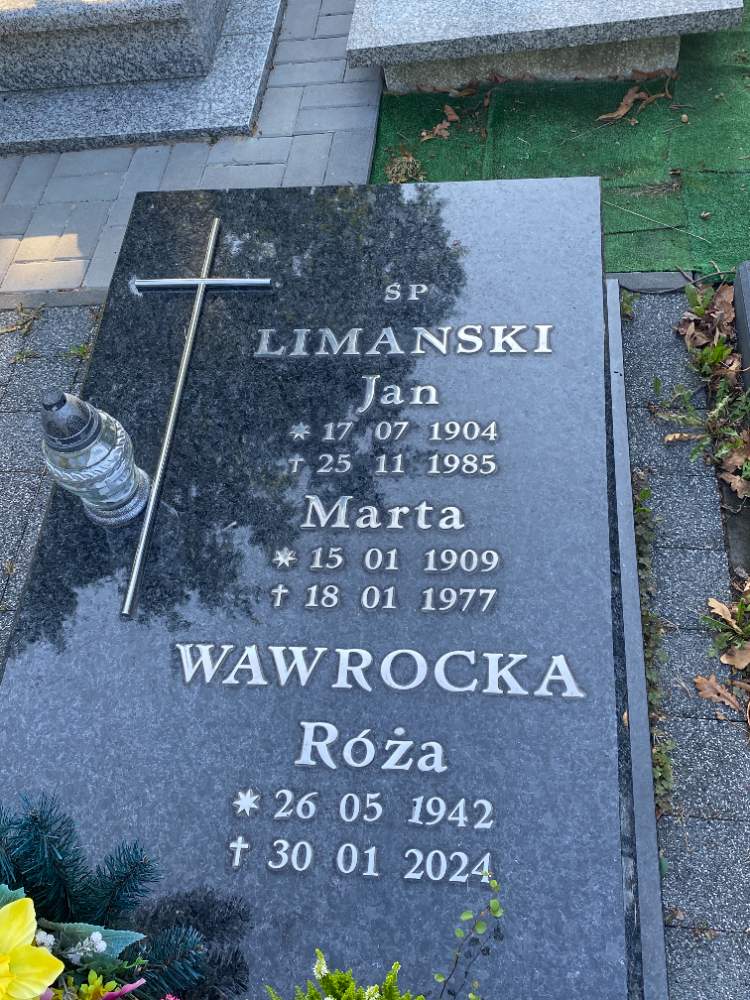 SP
LIMANSKI
Jan
* 17 07 1904
† 25 11 1985
Marta
* 15 01 1909
† 18 01 1977
WAWROCKA
Róża
* 26 05 1942
† 30 01 2024